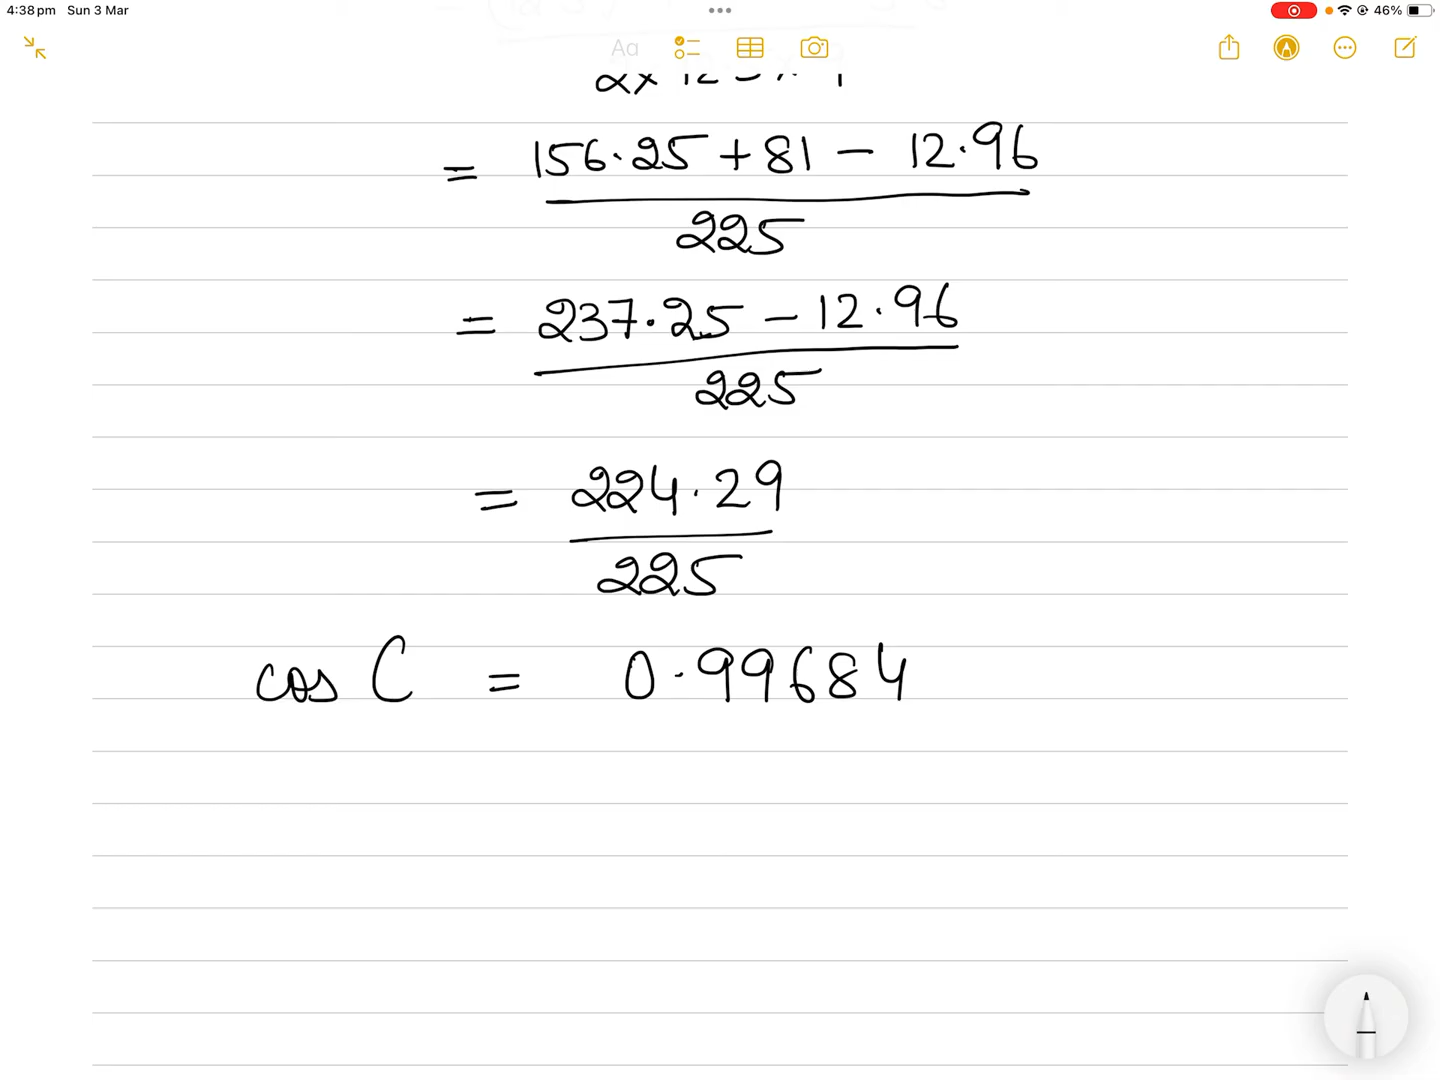 4:38 pm Sun 3 Mar
46%
Aa
= 156.25 + 81 - 12.96
225
= 237.25 - 12.96
225
= 224.29
225
cos C = 0.99684